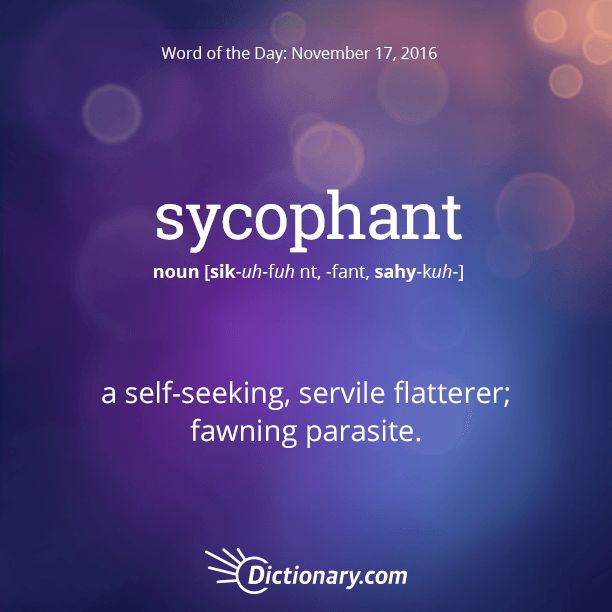 Word of the Day: November 17, 2016
sycophant
noun [sik-uh-fuh nt, -fant, sahy-kuh-]
a self-seeking, servile flatterer;
fawning parasite.
Dictionary.com